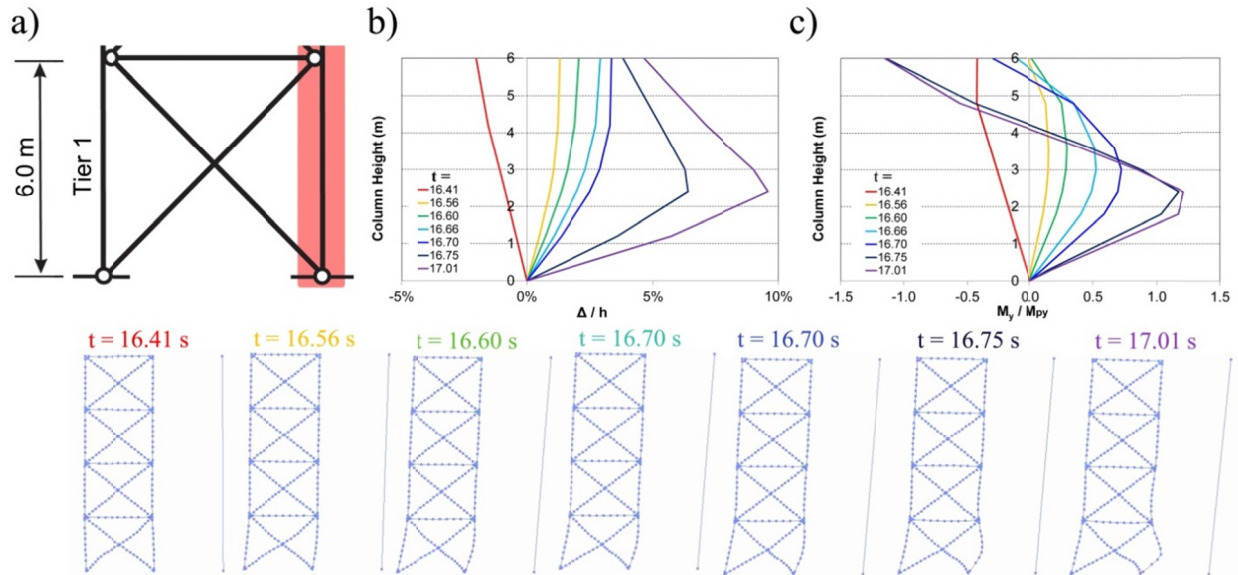 a)
6.0 m
Tier 1
b)
Column Height (m)
6
5
4
3
2
1
0
t =
16.41
16.56
16.60
16.66
16.70
16.75
17.01
-5%
0%
5%
10%
Δ / h
c)
Column Height (m)
6
5
4
3
2
1
0
t =
16.41
16.56
16.60
16.66
16.70
16.75
17.01
-1.5
-1.0
-0.5
0.0
0.5
1.0
1.5
My / Mpy
t = 16.41 s
t = 16.56 s
t = 16.60 s
t = 16.70 s
t = 16.70 s
t = 16.75 s
t = 17.01 s